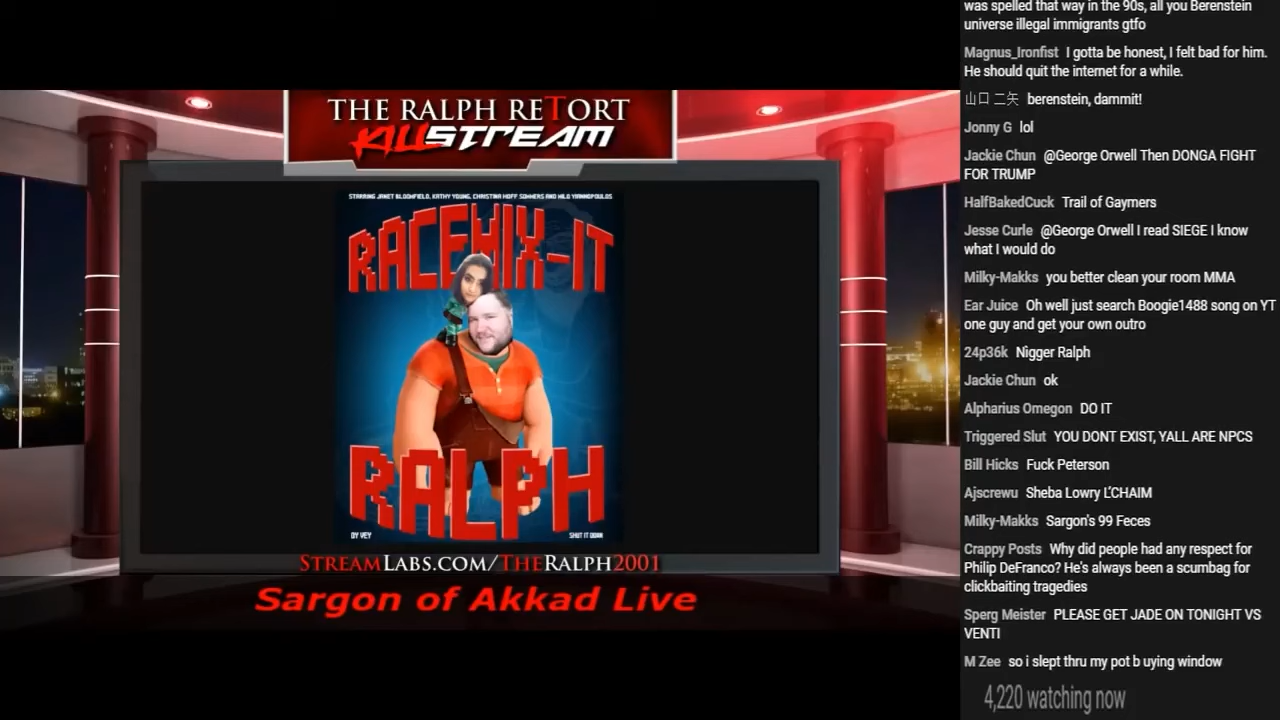 THE RALPH RETORT
KILLSTREAM
STARRING JANET BLOOMFIELD, KATHY YOUNG, CHRISTINA HOFF SOMMERS AND MILO YIANNOPOULOS
RACEMIX-IT
RALPH
OY VEY
SHUT IT DOWN
STREAMLABS.COM/THERALPH2001
Sargon of Akkad Live
was spelled that way in the 90s, all you Berenstein
universe illegal immigrants gtfo
Magnus_Ironfist I gotta be honest, I felt bad for him.
He should quit the internet for a while.
山口 二矢 berenstein, dammit!
Jonny G lol
Jackie Chun @George Orwell Then DONGA FIGHT
FOR TRUMP
HalfBakedCuck Trail of Gaymers
Jesse Curle @George Orwell I read SIEGE I know
what I would do
Milky-Makks you better clean your room MMA
Ear Juice Oh well just search Boogie1488 song on YT
one guy and get your own outro
24p36k Nigger Ralph
Jackie Chun ok
Alpharius Omegon DO IT
Triggered Slut YOU DONT EXIST, YALL ARE NPCS
Bill Hicks Fuck Peterson
Ajscrewu Sheba Lowry L'CHAIM
Milky-Makks Sargon's 99 Feces
Crappy Posts Why did people had any respect for
Philip DeFranco? He's always been a scumbag for
clickbaiting tragedies
Sperg Meister PLEASE GET JADE ON TONIGHT VS
VENTI
M Zee so i slept thru my pot b uying window
4,220 watching now